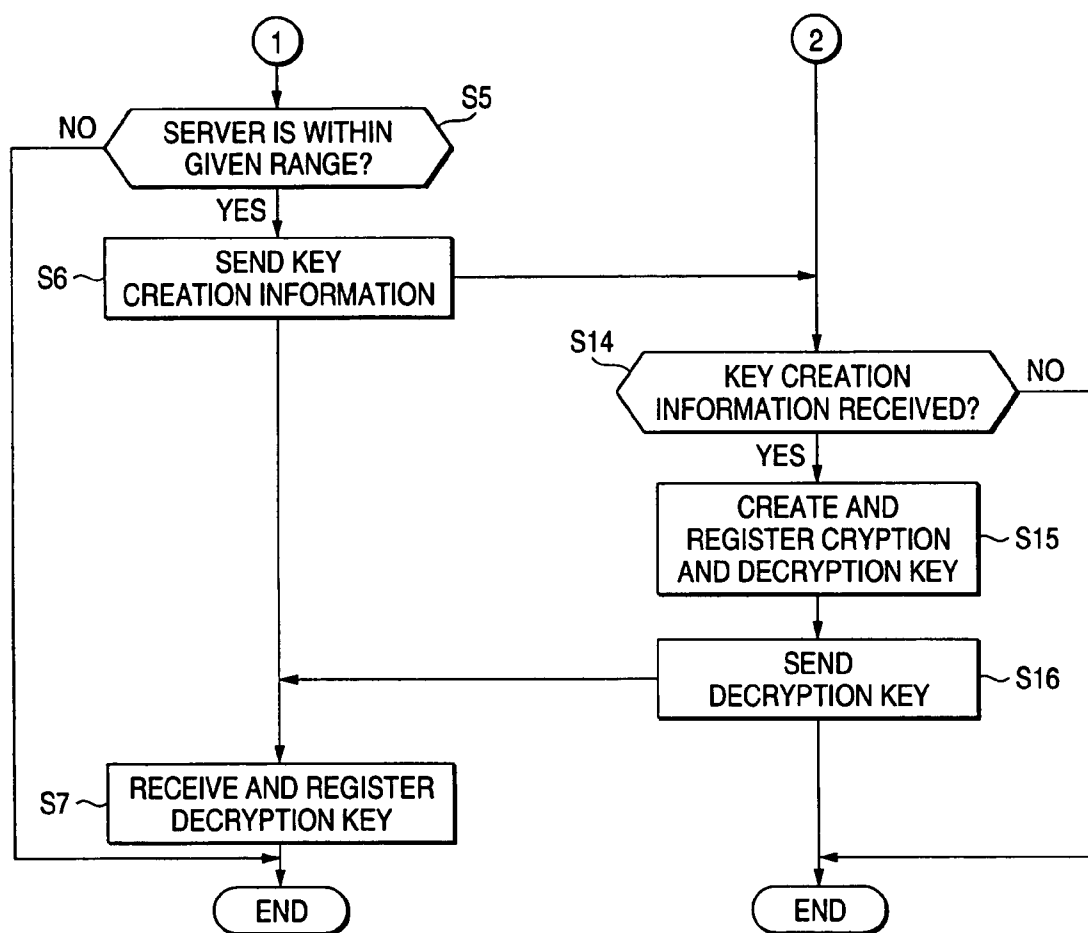 1
2
S5
NO
SERVER IS WITHIN
GIVEN RANGE?
YES
S6
SEND KEY
CREATION INFORMATION
S14
KEY CREATION
INFORMATION RECEIVED?
NO
YES
CREATE AND
REGISTER CRYPTION
AND DECRYPTION KEY
S15
SEND
DECRYPTION KEY
S16
S7
RECEIVE AND REGISTER
DECRYPTION KEY
END
END